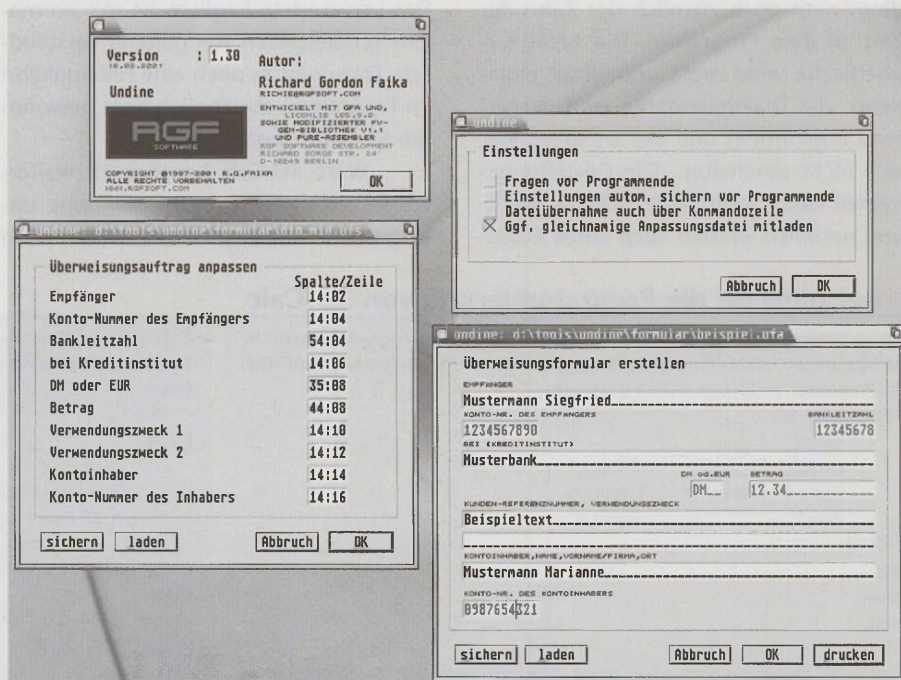 Version : 1.30
18.03.2001
Undine
RGF
SOFTWARE
COPYRIGHT @1997-2001 R.G.FAIKA
ALLE RECHTE VORBEHALTEN
WWW.RGFSOFT.COM
Autor:
Richard Gordon Faika
RICHIE@RGFSOFT.COM
ENTWICKELT MIT GFA UND,
LICOMLIB LB5.9.0
SOWIE MODIFIZIERTER FV-
GEM-BIBLIOTHEK V1.1
UND PURE-ASSEMBLER
RGF SOFTWARE DEVELOPMENT
RICHARD SORGE STR. 24
D-10249 BERLIN
OK
undine
Einstellungen
Fragen vor Programmende
Einstellungen autom. sichern vor Programmende
Dateiübernahme auch über Kommandozeile
Ggf. gleichnamige Anpassungsdatei mitladen
Abbruch OK
undine: d:\tools\undine\formular\din_mid.uis
Überweisungsauftrag anpassen
Spalte/Zeile
Empfänger 14:02
Konto-Nummer des Empfängers 14:04
Bankleitzahl 54:04
bei Kreditinstitut 14:06
DM oder EUR 35:08
Betrag 44:08
Verwendungszweck 1 14:10
Verwendungszweck 2 14:12
Kontoinhaber 14:14
Konto-Nummer des Inhabers 14:16
sichern laden Abbruch OK
undine: d:\tools\undine\formular\beispiel.ufa
Überweisungsformular erstellen
EMPFÄNGER
Mustermann Siegfried
KONTO-NR. DES EMPFÄNGERS BANKLEITZAHL
1234567890 12345678
BEI (KREDITINSTITUT)
Musterbank
DM od.EUR BETRAG
DM__ 12.34
KUNDEN-REFERENZNUMMER, VERWENDUNGSZWECK
Beispieltext
KONTOINHABER,NAME,VORNAME/FIRMA,ORT
Mustermann Marianne
KONTO-NR. DES KONTOINHABERS
0987654321
sichern laden Abbruch OK drucken